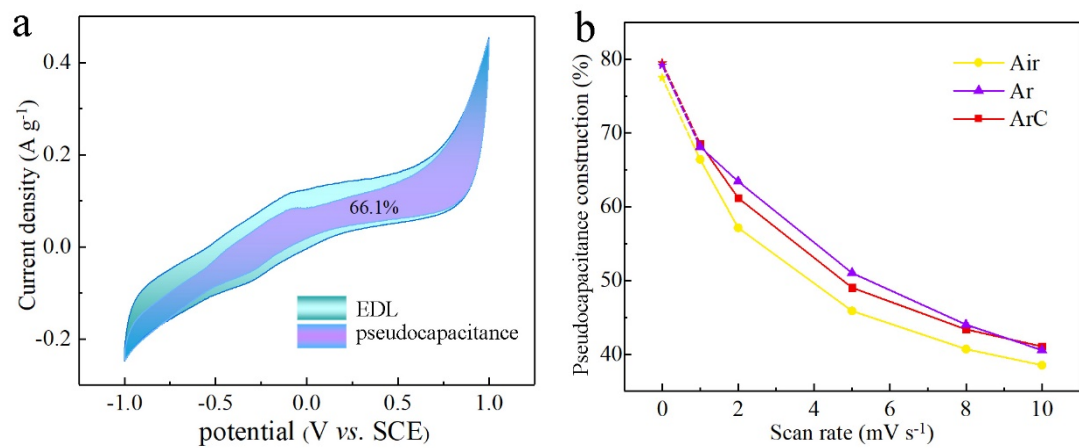 a
Current density (A g⁻¹)
0.4
0.2
0.0
-0.2
66.1%
EDL
pseudocapacitance
-1.0 -0.5 0.0 0.5 1.0
potential (V vs. SCE)
b
Pseudocapacitance construction (%)
80
70
60
50
40
Air
Ar
ArC
0 2 4 6 8 10
Scan rate (mV s⁻¹)